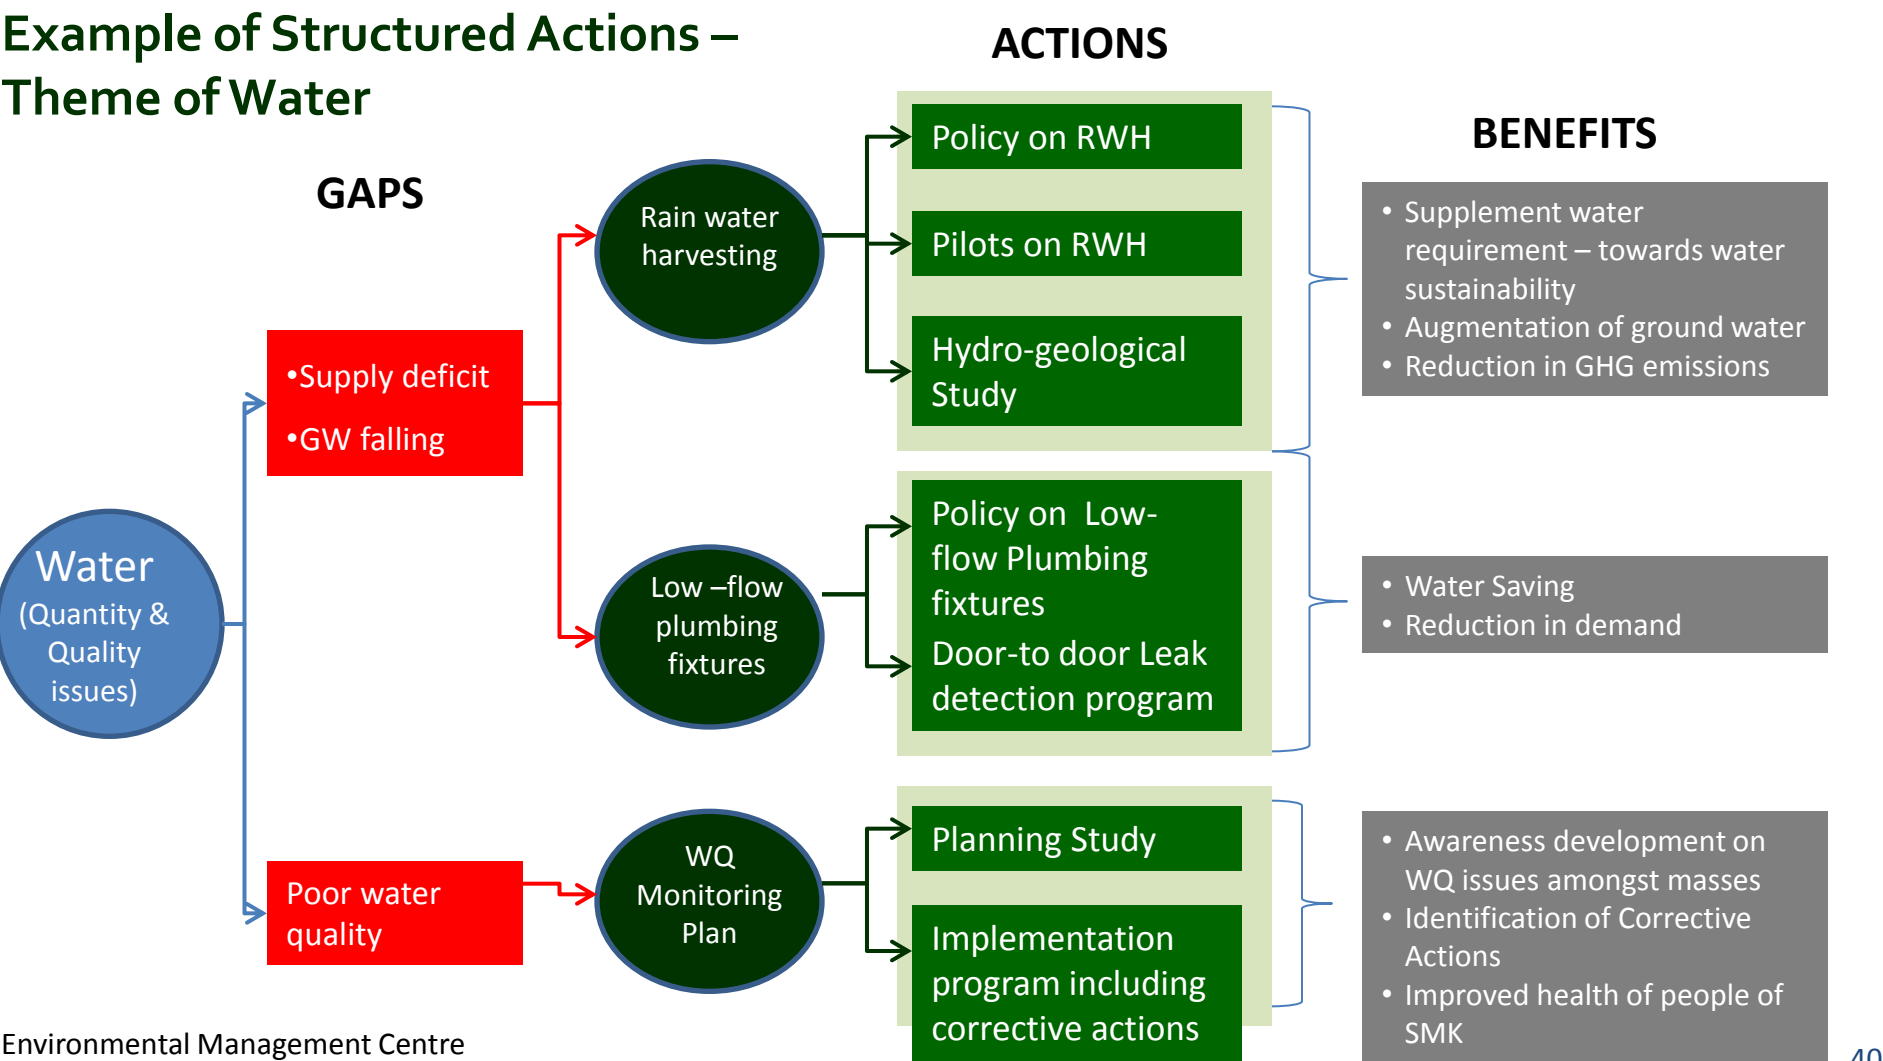 Example of Structured Actions –
Theme of Water
ACTIONS
BENEFITS
GAPS
Water
(Quantity &
Quality
issues)
•Supply deficit
•GW falling
Poor water
quality
Rain water
harvesting
Low –flow
plumbing
fixtures
WQ
Monitoring
Plan
Policy on RWH
Pilots on RWH
Hydro-geological
Study
Policy on  Low-
flow Plumbing
fixtures
Door-to door Leak
detection program
Planning Study
Implementation
program including
corrective actions
• Supplement water
requirement – towards water
sustainability
• Augmentation of ground water
• Reduction in GHG emissions
• Water Saving
• Reduction in demand
• Awareness development on
WQ issues amongst masses
• Identification of Corrective
Actions
• Improved health of people of
SMK
Environmental Management Centre
40